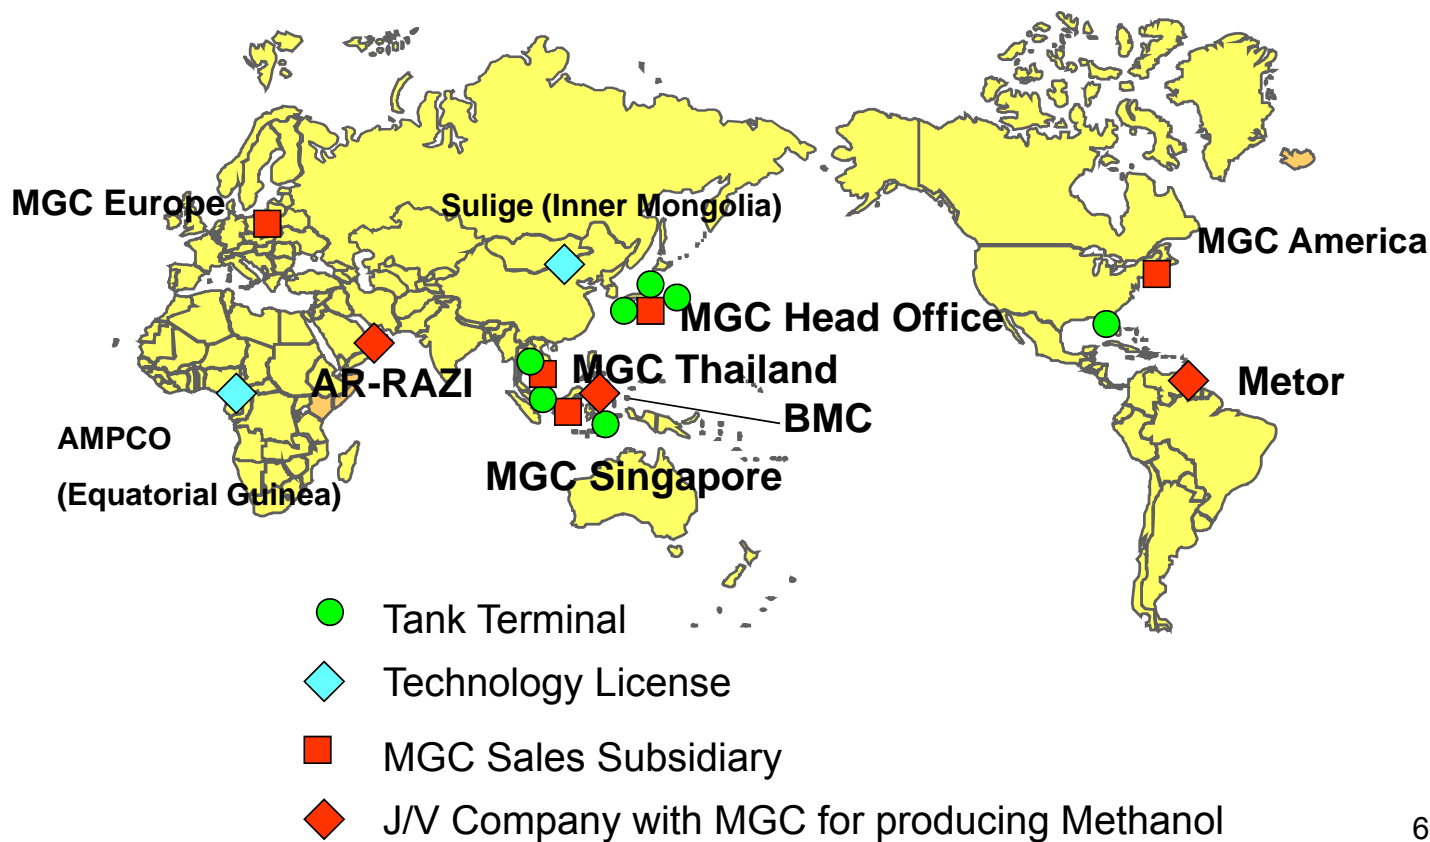 MGC Europe
Sulige (Inner Mongolia)
MGC America
MGC Head Office
MGC Thailand
AR-RAZI
Metor
BMC
AMPCO
(Equatorial Guinea)
MGC Singapore
Tank Terminal
Technology License
MGC Sales Subsidiary
J/V Company with MGC for producing Methanol
6